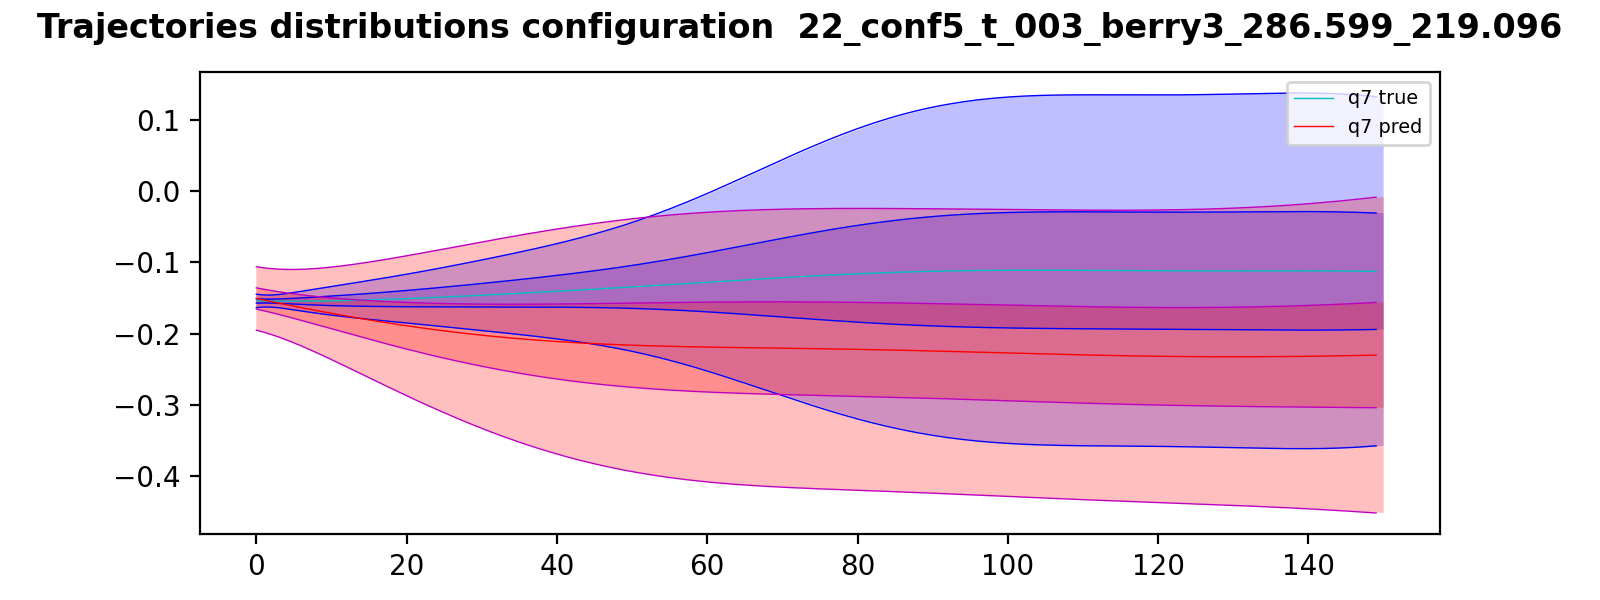 Trajectories distributions configuration  22_conf5_t_003_berry3_286.599_219.096
q7 true
q7 pred
0.1
0.0
−0.1
−0.2
−0.3
−0.4
0 20 40 60 80 100 120 140